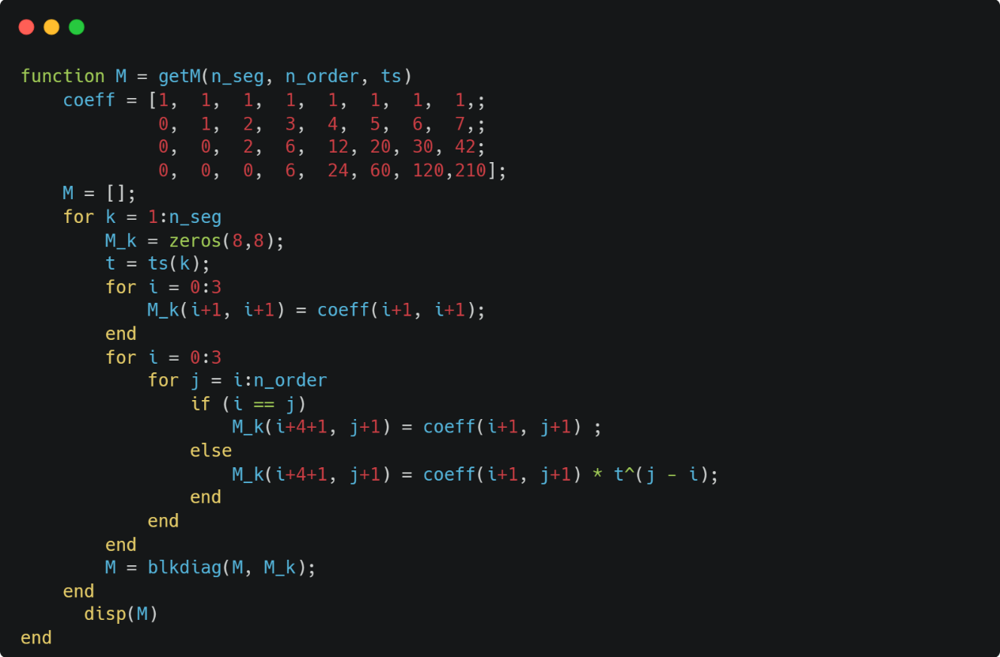 function M = getM(n_seg, n_order, ts)
    coeff = [1,  1,  1,  1,  1,  1,  1,  1,;
             0,  1,  2,  3,  4,  5,  6,  7,;
             0,  0,  2,  6,  12, 20, 30, 42;
             0,  0,  0,  6,  24, 60, 120,210];
    M = [];
    for k = 1:n_seg
        M_k = zeros(8,8);
        t = ts(k);
        for i = 0:3
            M_k(i+1, i+1) = coeff(i+1, i+1);
        end
        for i = 0:3
            for j = i:n_order
                if (i == j)
                    M_k(i+4+1, j+1) = coeff(i+1, j+1) ;
                else
                    M_k(i+4+1, j+1) = coeff(i+1, j+1) * t^(j - i);
                end
            end
        end
        M = blkdiag(M, M_k);
    end
      disp(M)
end